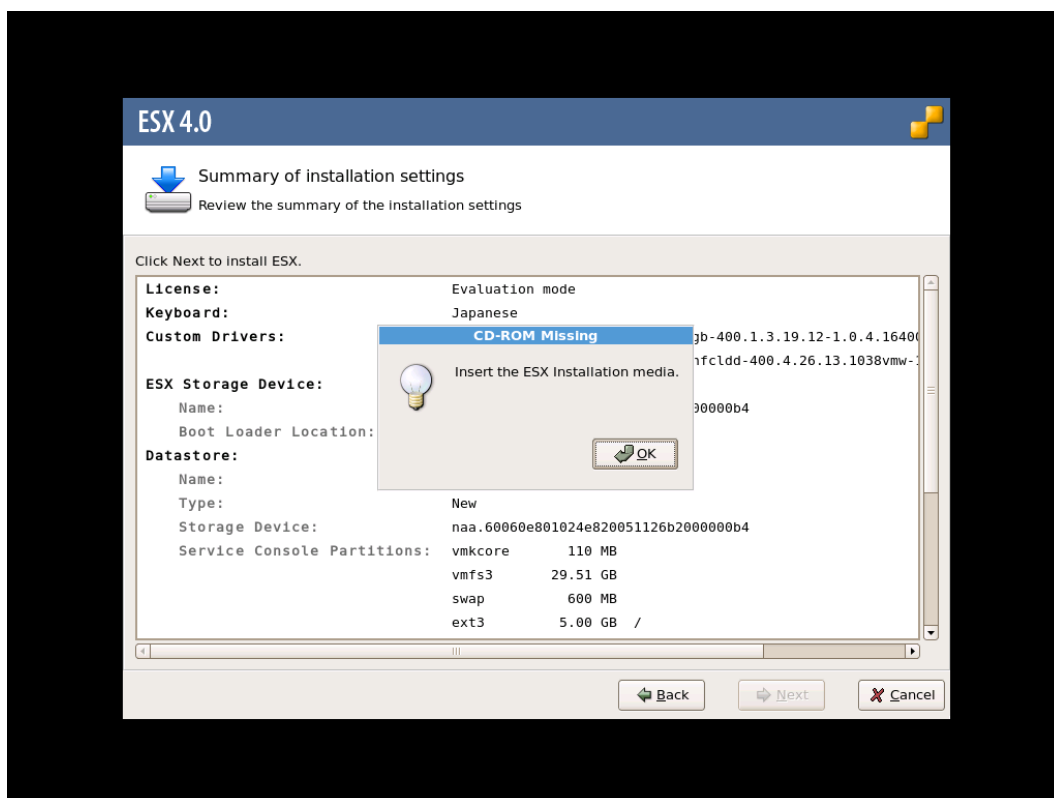 ESX 4.0
Summary of installation settings
Review the summary of the installation settings
Click Next to install ESX.
License: Evaluation mode
Keyboard: Japanese
Custom Drivers:
CD-ROM Missing
Insert the ESX Installation media.
OK
ESX Storage Device:
Name:
Boot Loader Location:
Datastore:
Name:
Type: New
Storage Device: naa.60060e801024e820051126b2000000b4
Service Console Partitions: vmkcore 110 MB
vmfs3 29.51 GB
swap 600 MB
ext3 5.00 GB /
Back Next Cancel